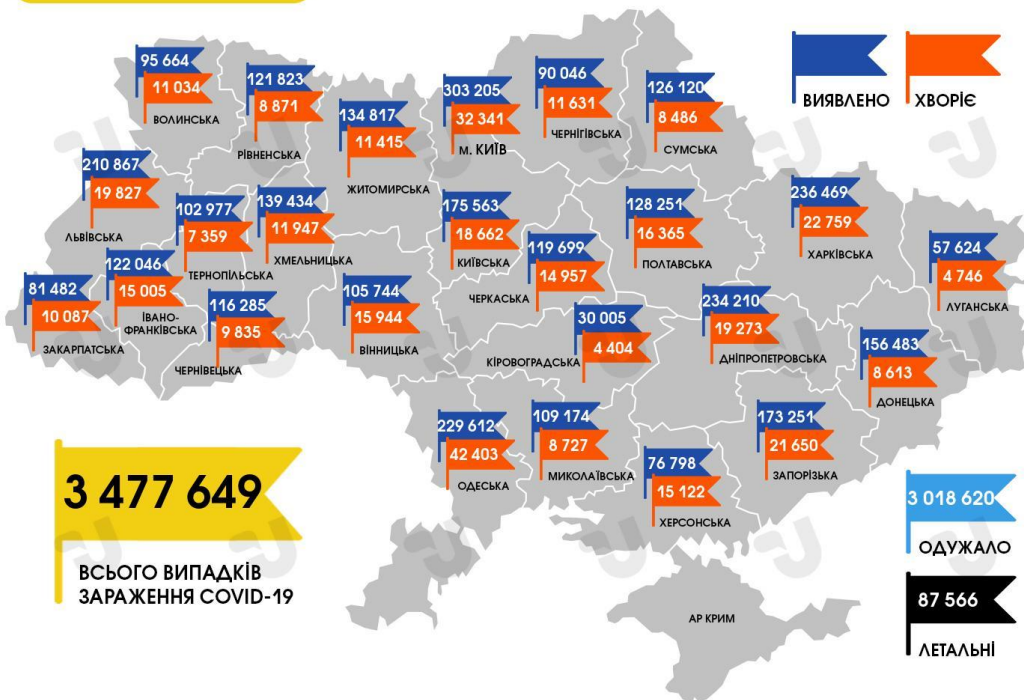 95 664
11 034
ВОЛИНСЬКА
121 823
8 871
РІВНЕНСЬКА
134 817
11 415
ЖИТОМИРСЬКА
303 205
32 341
м. КИЇВ
90 046
11 631
ЧЕРНІГІВСЬКА
126 120
8 486
СУМСЬКА
ВИЯВЛЕНО
ХВОРІЄ
210 867
19 827
ЛЬВІВСЬКА
102 977
7 359
ТЕРНОПІЛЬСЬКА
139 434
11 947
ХМЕЛЬНИЦЬКА
175 563
18 662
КИЇВСЬКА
119 699
14 957
ЧЕРКАСЬКА
128 251
16 365
ПОЛТАВСЬКА
236 469
22 759
ХАРКІВСЬКА
57 624
4 746
ЛУГАНСЬКА
81 482
10 087
ЗАКАРПАТСЬКА
122 046
15 005
ІВАНО-
ФРАНКІВСЬКА
116 285
9 835
ЧЕРНІВЕЦЬКА
105 744
15 944
ВІННИЦЬКА
30 005
4 404
КІРОВОГРАДСЬКА
234 210
19 273
ДНІПРОПЕТРОВСЬКА
156 483
8 613
ДОНЕЦЬКА
229 612
42 403
ОДЕСЬКА
109 174
8 727
МИКОЛАЇВСЬКА
76 798
15 122
ХЕРСОНСЬКА
173 251
21 650
ЗАПОРІЗЬКА
3 477 649
ВСЬОГО ВИПАДКІВ
ЗАРАЖЕННЯ COVID-19
3 018 620
ОДУЖАЛО
87 566
ЛЕТАЛЬНІ
АР КРИМ